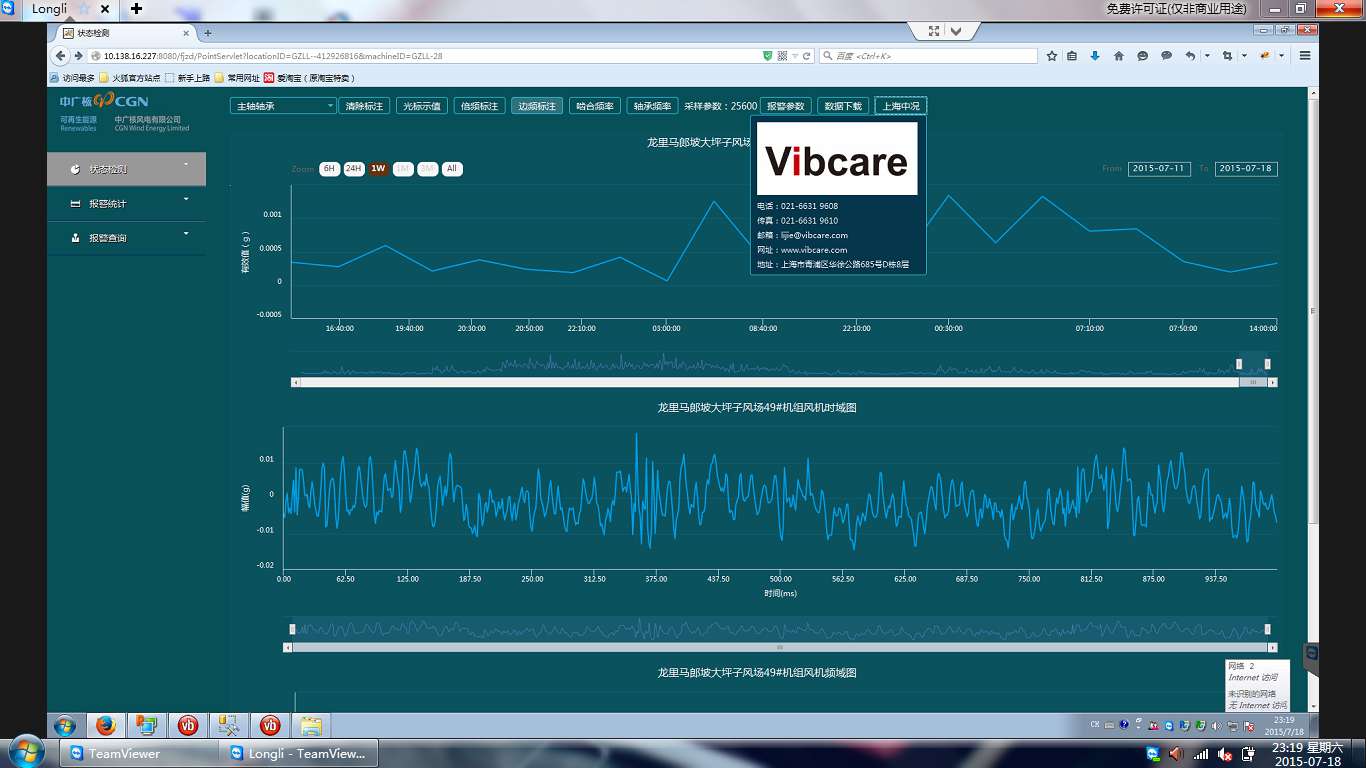 Longli
免费许可证(仅非商业用途)
状态检测
10.138.16.227:8080/fjzd/PointServlet?locationID=GZLL--412926816&machineID=GZLL-28
百度 <Ctrl+K>
访问最多 火狐官方站点 新手上路 常用网址 爱淘宝（原淘宝特卖）
中广核 CGN
可再生能源 中广核风电有限公司
Renewables CGN Wind Energy Limited
主轴轴承 清除标注 光标示值 倍频标注 边频标注 啮合频率 轴承频率 采样参数：25600 报警参数 数据下载 上海中况
状态检测
报警统计
报警查询
龙里马郎坡大坪子风场
Zoom 6H 24H 1W 1M 3M All
From 2015-07-11 To 2015-07-18
Vibcare
电话：021-6631 9608
传真：021-6631 9610
邮箱：lijie@vibcare.com
网址：www.vibcare.com
地址：上海市青浦区华徐公路685号D栋8层
有效值 ( g )
0.001
0.0005
0
-0.0005
16:40:00 19:40:00 20:30:00 20:50:00 22:10:00 03:00:00 08:40:00 22:10:00 00:30:00 07:10:00 07:50:00 14:00:00
龙里马郎坡大坪子风场49#机组风机时域图
幅值(g)
0.01
0
-0.01
-0.02
0.00 62.50 125.00 187.50 250.00 312.50 375.00 437.50 500.00 562.50 625.00 687.50 750.00 812.50 875.00 937.50
时间(ms)
龙里马郎坡大坪子风场49#机组风机频域图
网络 2
Internet 访问
未识别的网络
无 Internet 访问
CH
23:19
2015/7/18
TeamViewer
Longli - TeamView...
23:19 星期六
2015-07-18